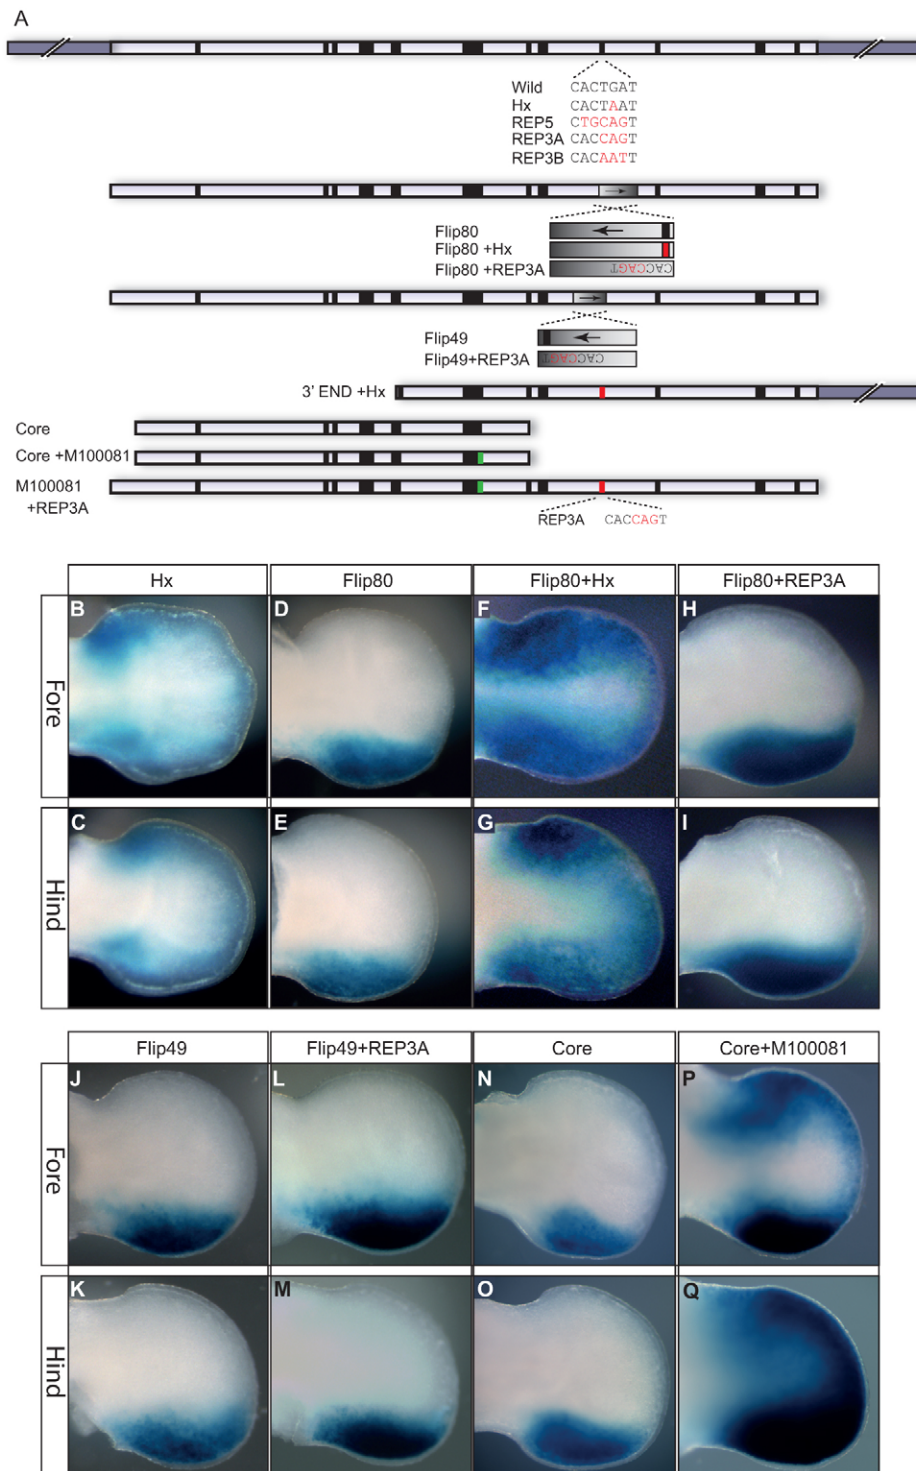 A
Wild CACTGAT
Hx CACTAAT
REP5 CTGCAGT
REP3A CACCAGT
REP3B CACAATT
Flip80
Flip80 +Hx
Flip80 +REP3A CACCAGT
Flip49
Flip49+REP3A CACCAGT
3' END +Hx
Core
Core +M100081
M100081
+REP3A
REP3A CACCAGT
Hx Flip80 Flip80+Hx Flip80+REP3A
Fore
B D F H
Hind
C E G I
Flip49 Flip49+REP3A Core Core+M100081
Fore
J L N P
Hind
K M O Q